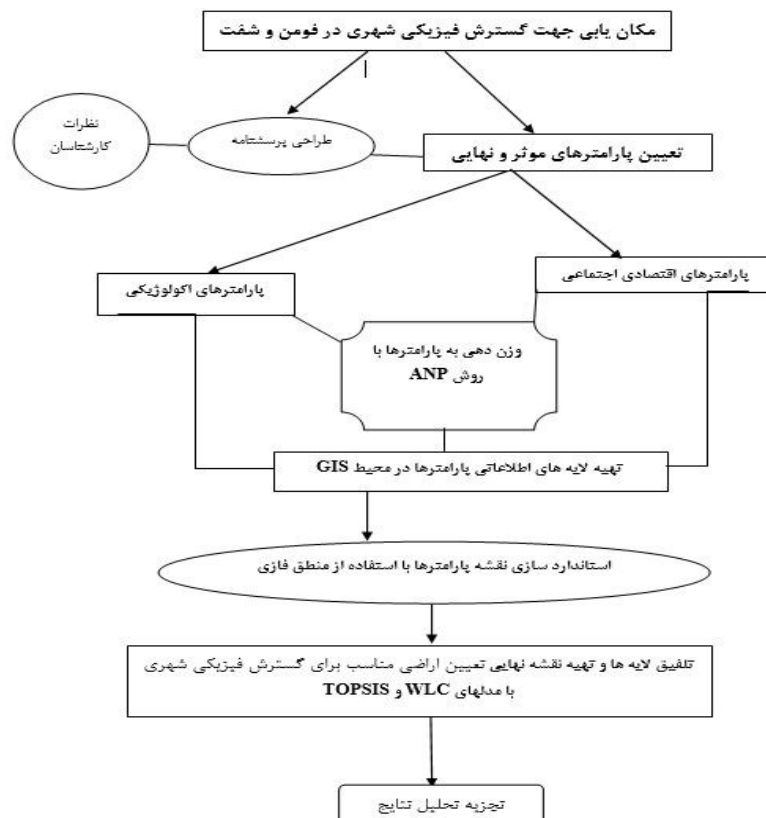 مکان یابی جهت گسترش فیزیکی شهری در فومن و شفت
نظرات
کارشناسان
طراحی پرسشنامه
تعیین پارامترهای موثر و نهایی
پارامترهای اقتصادی اجتماعی
پارامترهای اکولوژیکی
وزن دهی به پارامترها با
روش ANP
تهیه لایه های اطلاعاتی پارامترها در محیط GIS
استاندارد سازی نقشه پارامترها با استفاده از منطق فازی
تلفیق لایه ها و تهیه نقشه نهایی تعیین اراضی مناسب برای گسترش فیزیکی شهری
با مدلهای WLC و TOPSIS
تجزیه تحلیل نتایج